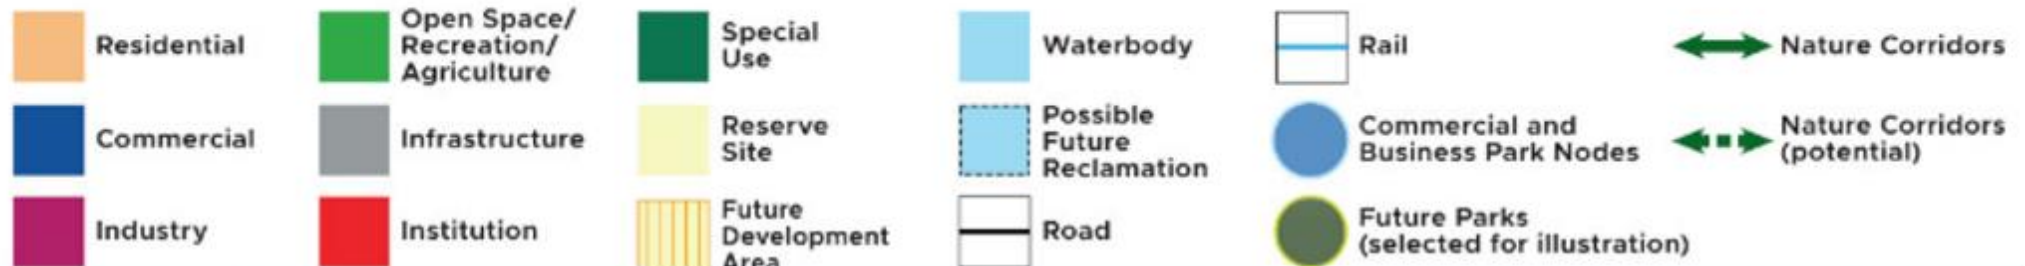 Residential
Open Space/
Recreation/
Agriculture
Special
Use
Waterbody
Rail
Nature Corridors
Commercial
Infrastructure
Reserve
Site
Possible
Future
Reclamation
Commercial and
Business Park Nodes
Nature Corridors
(potential)
Industry
Institution
Future
Development
Area
Road
Future Parks
(selected for illustration)